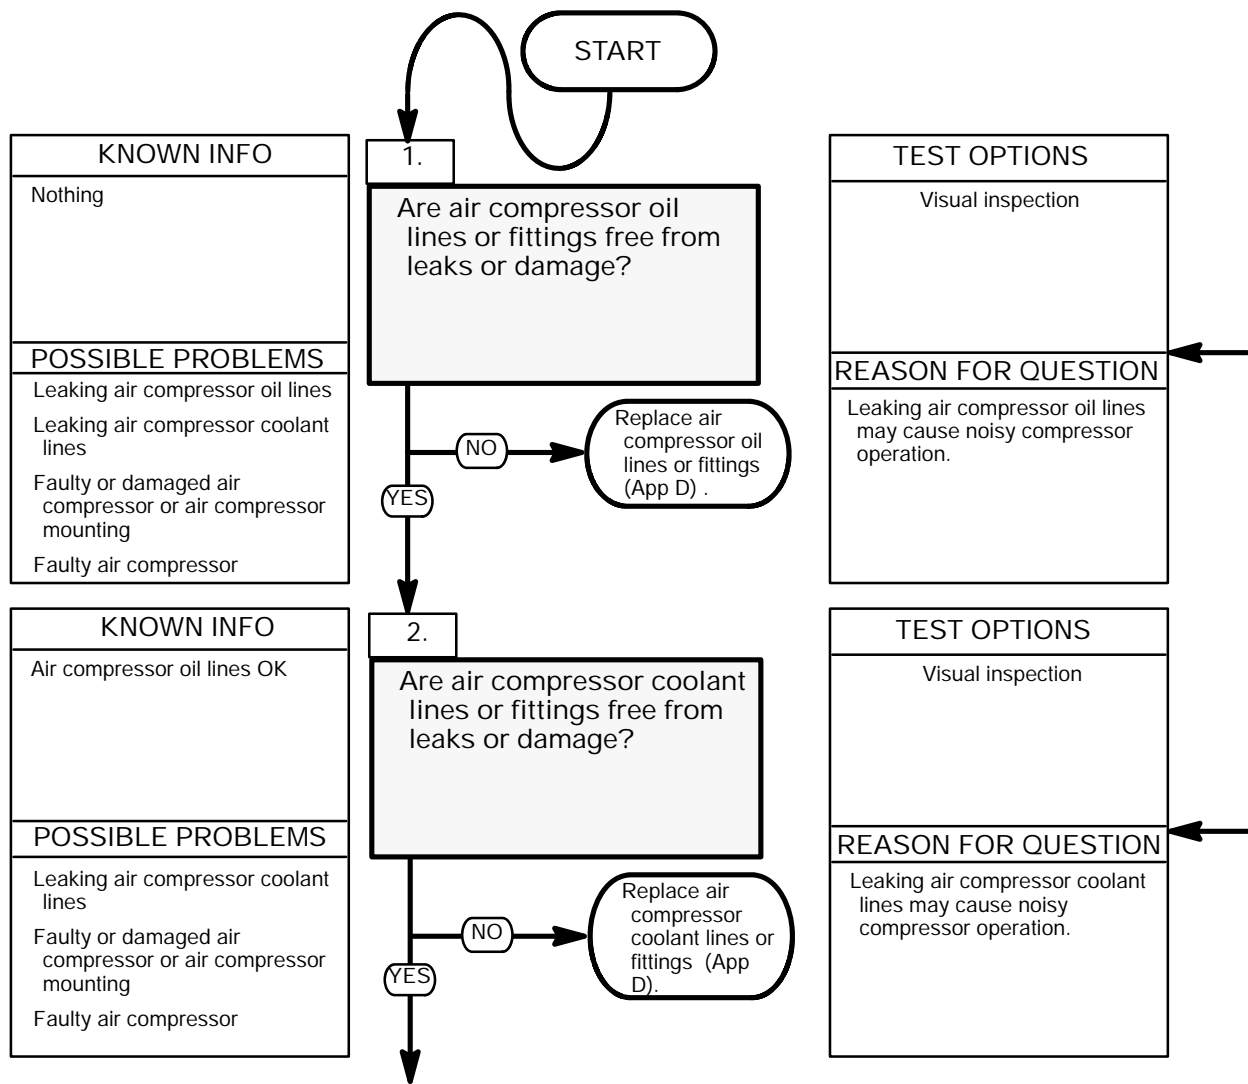 START
KNOWN INFO
Nothing
POSSIBLE PROBLEMS
Leaking air compressor oil lines
Leaking air compressor coolant
lines
Faulty or damaged air
compressor or air compressor
mounting
Faulty air compressor
1.
Are air compressor oil
lines or fittings free from
leaks or damage?
NO
Replace air
compressor oil
lines or fittings
(App D) .
YES
TEST OPTIONS
Visual inspection
REASON FOR QUESTION
Leaking air compressor oil lines
may cause noisy compressor
operation.
KNOWN INFO
Air compressor oil lines OK
POSSIBLE PROBLEMS
Leaking air compressor coolant
lines
Faulty or damaged air
compressor or air compressor
mounting
Faulty air compressor
2.
Are air compressor coolant
lines or fittings free from
leaks or damage?
NO
Replace air
compressor
coolant lines or
fittings (App
D).
YES
TEST OPTIONS
Visual inspection
REASON FOR QUESTION
Leaking air compressor coolant
lines may cause noisy
compressor operation.